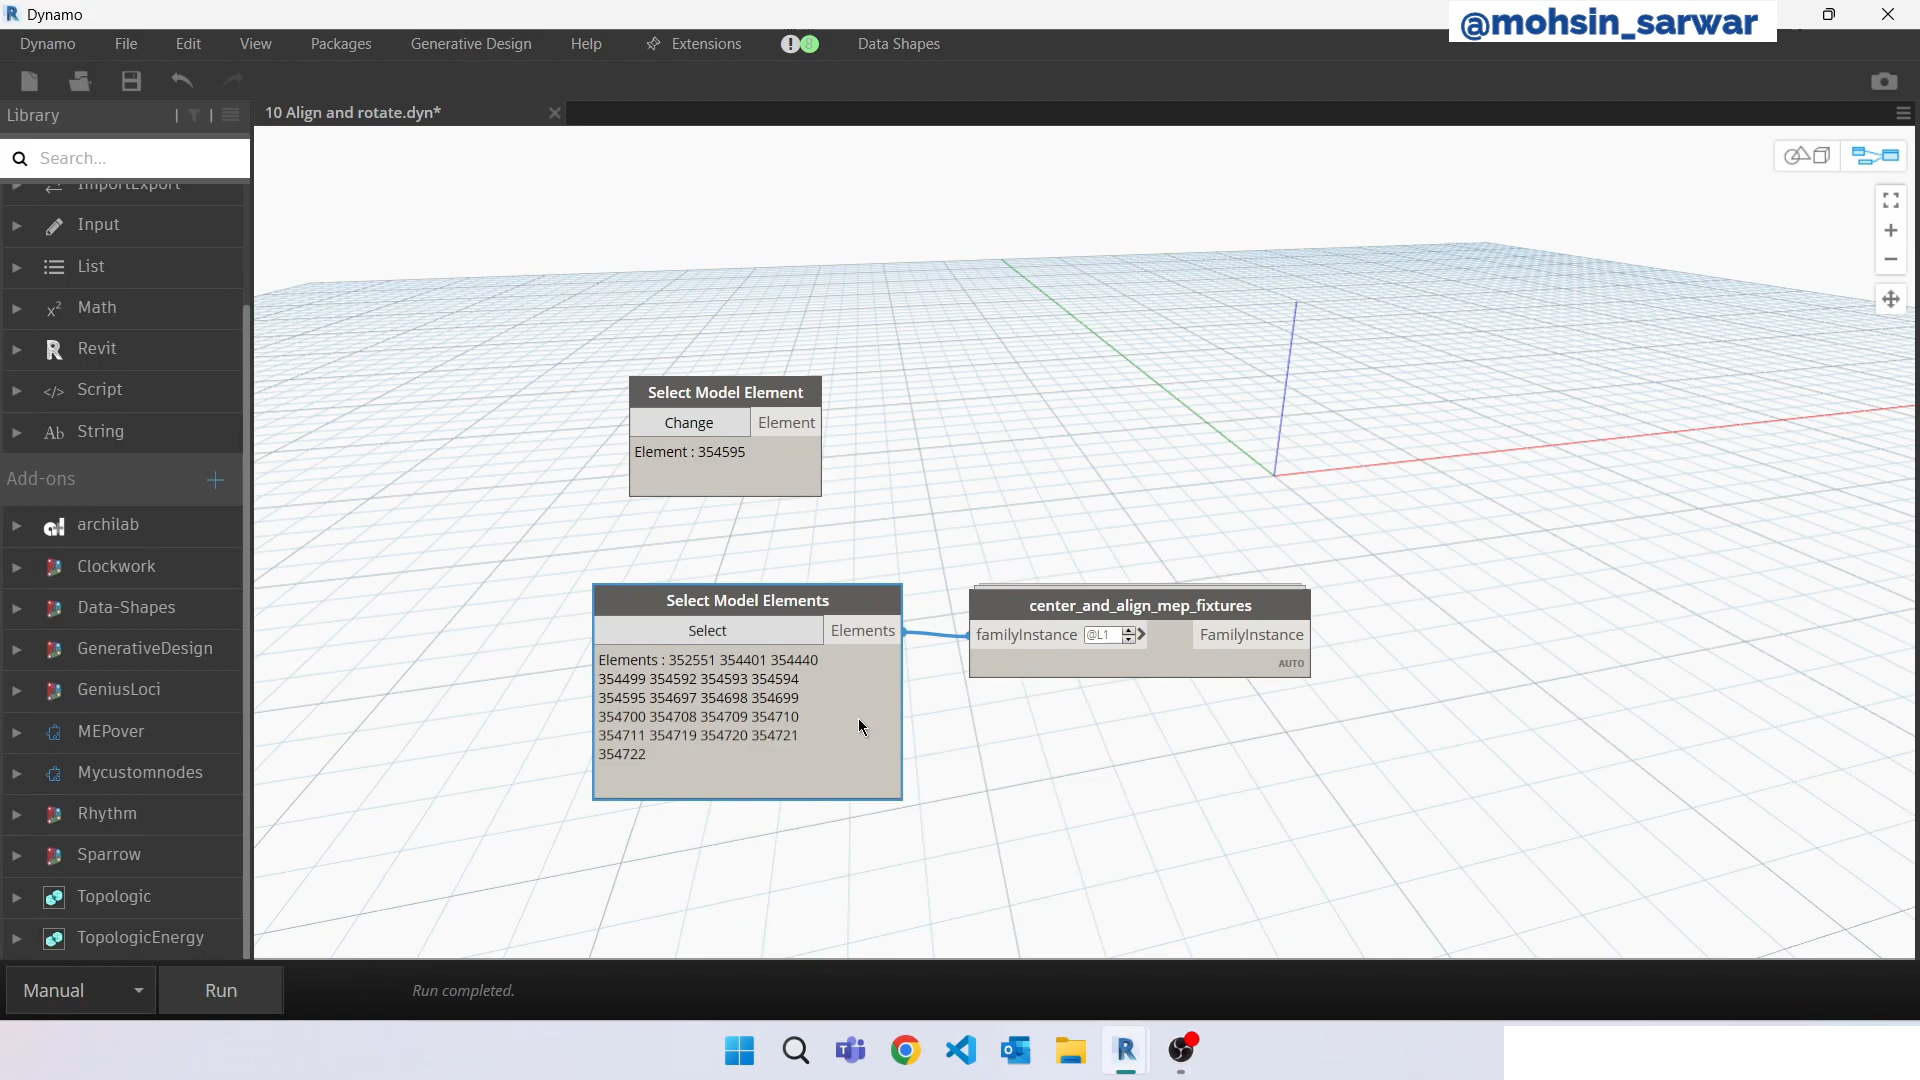 Dynamo
@mohsin_sarwar
Dynamo File Edit View Packages Generative Design Help Extensions ! 8 Data Shapes
Library
10 Align and rotate.dyn*
Search...
ImportExport
Input
List
Math
Revit
Script
String
Add-ons
archilab
Clockwork
Data-Shapes
GenerativeDesign
GeniusLoci
MEPover
Mycustomnodes
Rhythm
Sparrow
Topologic
TopologicEnergy
Select Model Element
Change Element
Element : 354595
Select Model Elements
Select Elements
Elements : 352551 354401 354440
354499 354592 354593 354594
354595 354697 354698 354699
354700 354708 354709 354710
354711 354719 354720 354721
354722
center_and_align_mep_fixtures
familyInstance @L1 > FamilyInstance
AUTO
Manual Run Run completed.